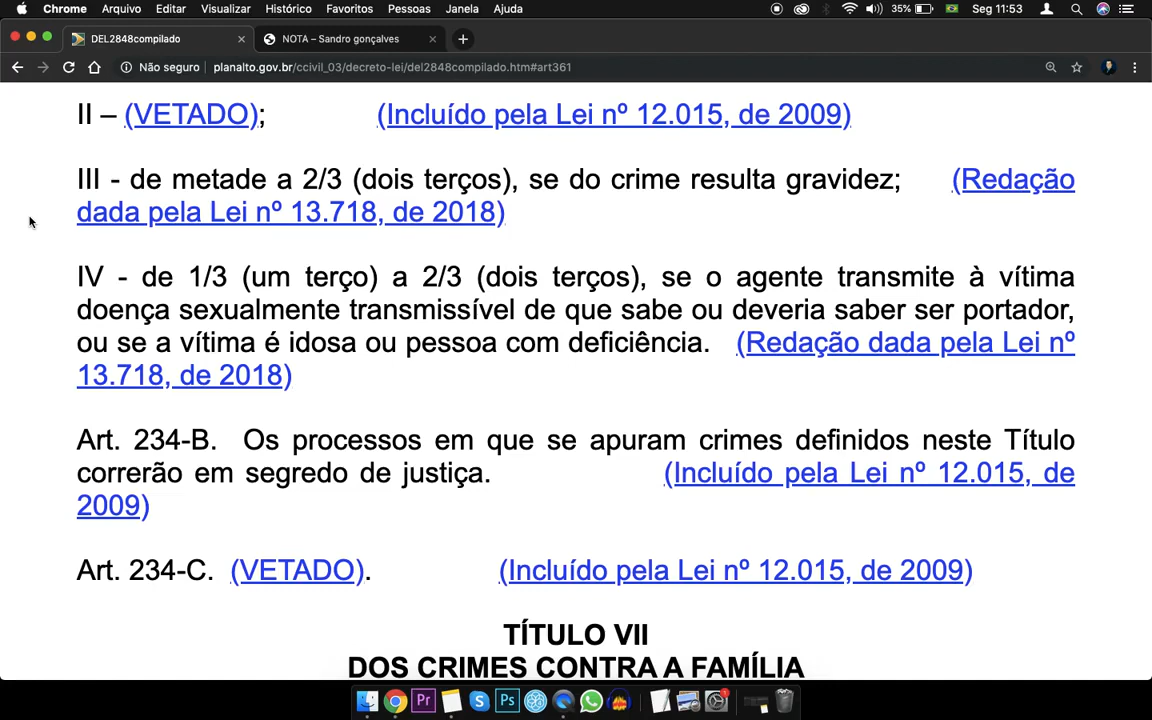 Chrome Arquivo Editar Visualizar Histórico Favoritos Pessoas Janela Ajuda 35% Seg 11:53
DEL2848compilado NOTA – Sandro gonçalves
Não seguro planalto.gov.br/ccivil_03/decreto-lei/del2848compilado.htm#art361
II – (VETADO); (Incluído pela Lei nº 12.015, de 2009)
III - de metade a 2/3 (dois terços), se do crime resulta gravidez; (Redação
dada pela Lei nº 13.718, de 2018)
IV - de 1/3 (um terço) a 2/3 (dois terços), se o agente transmite à vítima
doença sexualmente transmissível de que sabe ou deveria saber ser portador,
ou se a vítima é idosa ou pessoa com deficiência. (Redação dada pela Lei nº
13.718, de 2018)
Art. 234-B. Os processos em que se apuram crimes definidos neste Título
correrão em segredo de justiça. (Incluído pela Lei nº 12.015, de
2009)
Art. 234-C. (VETADO). (Incluído pela Lei nº 12.015, de 2009)
TÍTULO VII
DOS CRIMES CONTRA A FAMÍLIA
Pr Ps